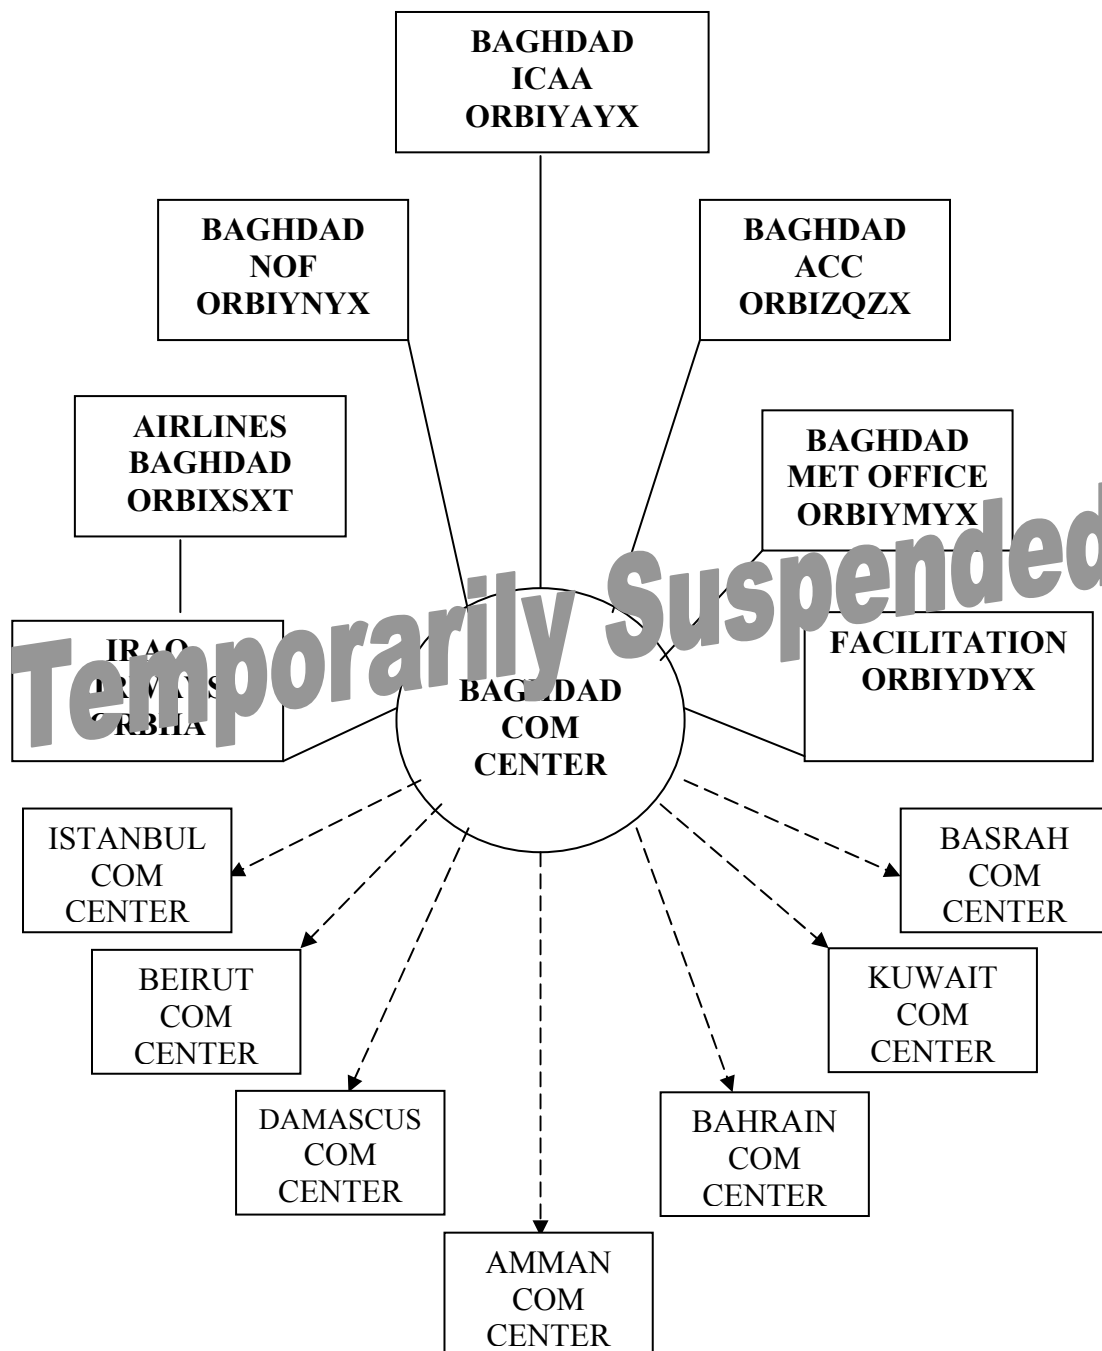 BAGHDAD
ICAA
ORBIYAYX
BAGHDAD
NOF
ORBIYNYX
BAGHDAD
ACC
ORBIZQZX
AIRLINES
BAGHDAD
ORBIXSXT
BAGHDAD
MET OFFICE
ORBIYMYX
Temporarily Suspended
IRAQ
FACILITATION
ORBIYDYX
BAGHDAD
COM
CENTER
ISTANBUL
COM
CENTER
BASRAH
COM
CENTER
BEIRUT
COM
CENTER
KUWAIT
COM
CENTER
DAMASCUS
COM
CENTER
BAHRAIN
COM
CENTER
AMMAN
COM
CENTER